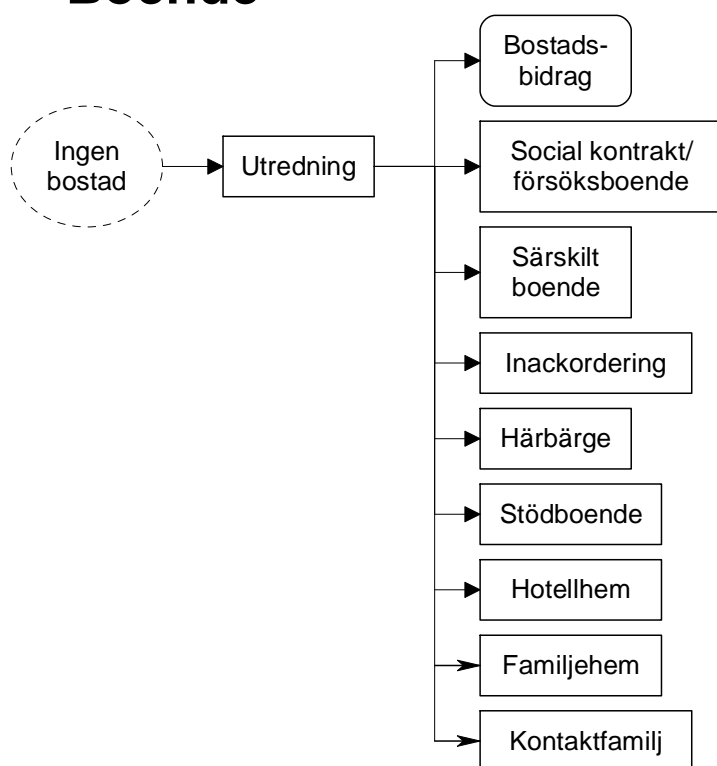 Boende
Bostads-
bidrag
Ingen
bostad
Utredning
Social kontrakt/
försöksboende
Särskilt
boende
Inackordering
Härbärge
Stödboende
Hotellhem
Familjehem
Kontaktfamilj